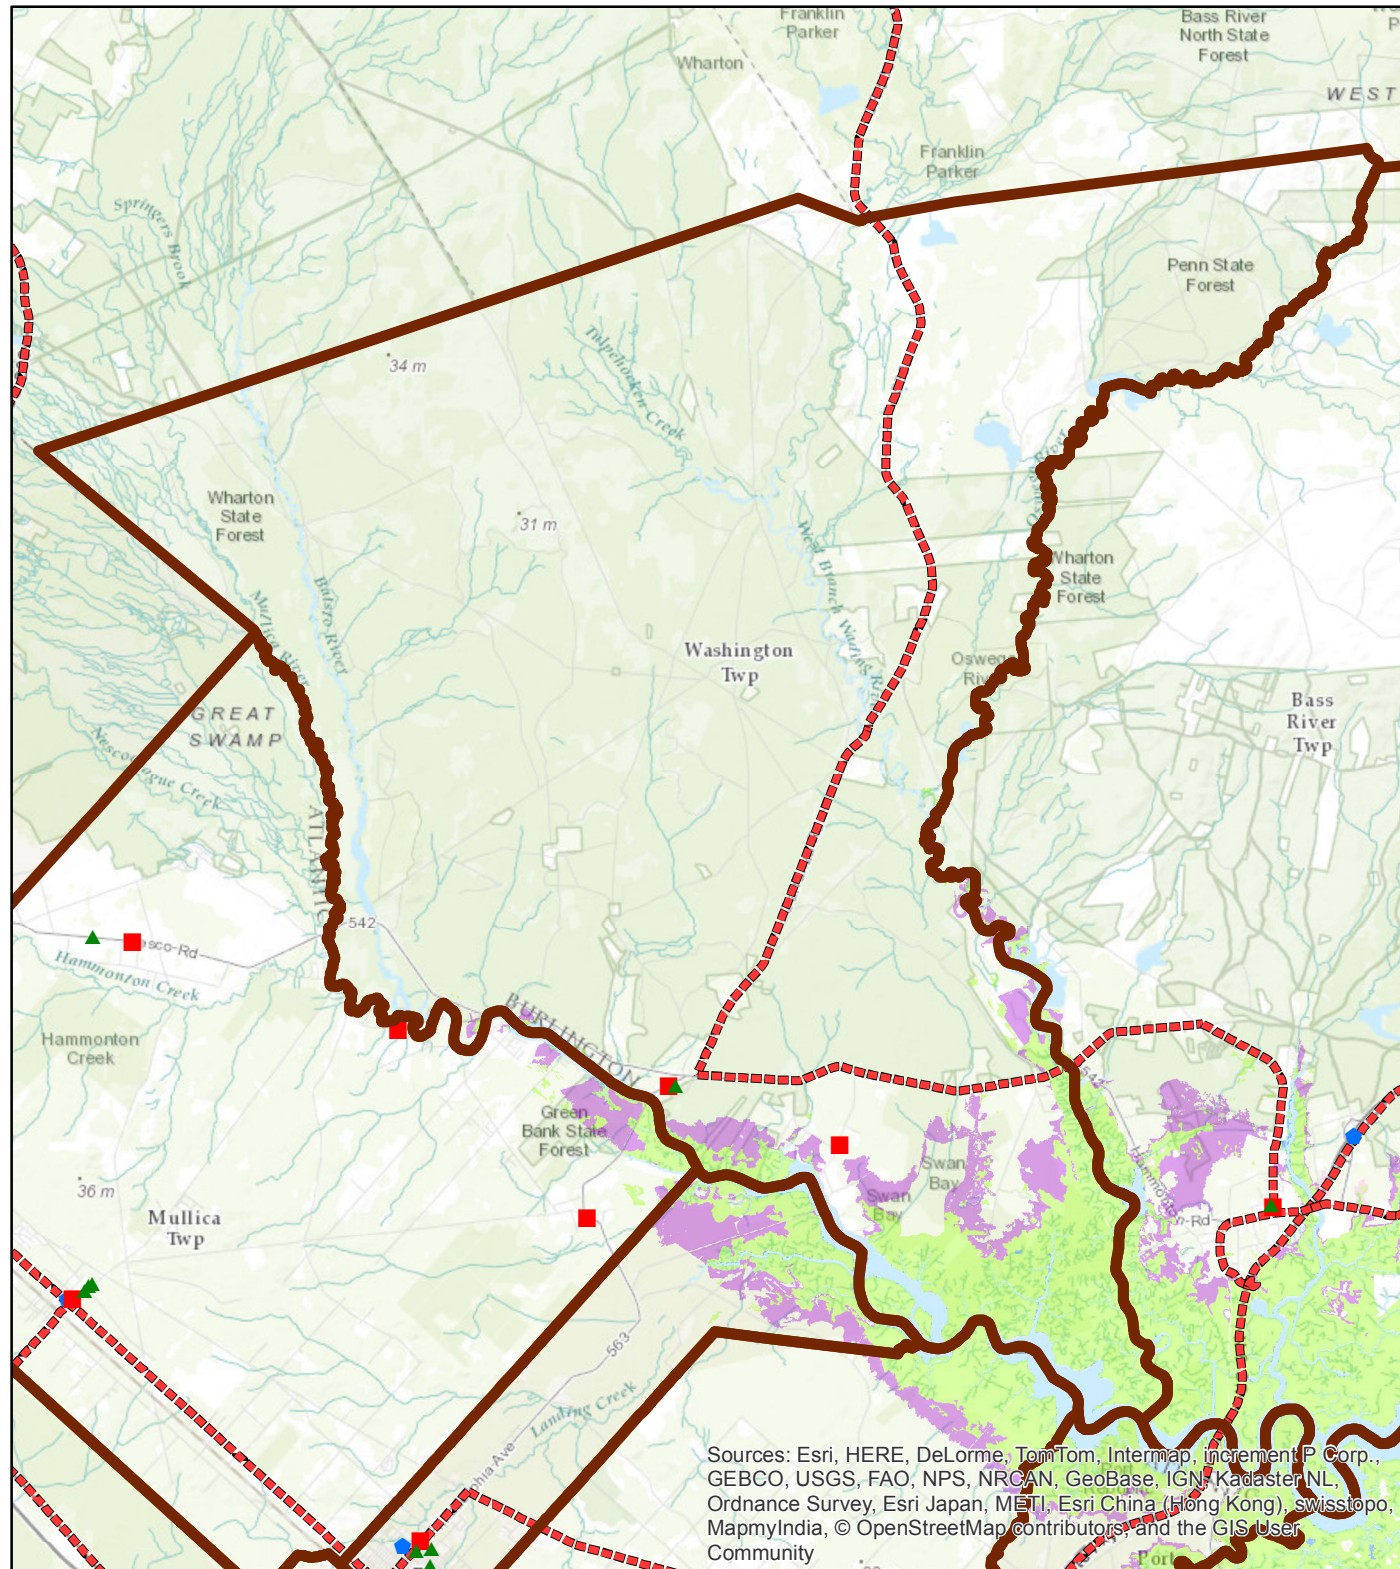 Franklin
Parker
Bass River
North State
Forest
Wharton
WEST
Franklin
Parker
Springers Brook
Penn State
Forest
34 m
Tulpehocken Creek
Wharton
State
Forest
31 m
West Branch Wading River
Wharton
State
Forest
Mullica River
Batsto River
Washington
Twp
Oswego
River
Bass
River
Twp
GREAT
SWAMP
Nescochague Creek
ATLANTIC
542
Hammonton Creek
BURLINGTON
Hammonton
Creek
542
Green
Bank State
Forest
Swan
Bay
Swan
Bay
36 m
Mullica
Twp
n-Rd
563
Landing Creek
Sources: Esri, HERE, DeLorme, TomTom, Intermap, increment P Corp.,
GEBCO, USGS, FAO, NPS, NRCAN, GeoBase, IGN, Kadaster NL,
Ordnance Survey, Esri Japan, METI, Esri China (Hong Kong), swisstopo,
MapmyIndia, © OpenStreetMap contributors, and the GIS User
Community
Port